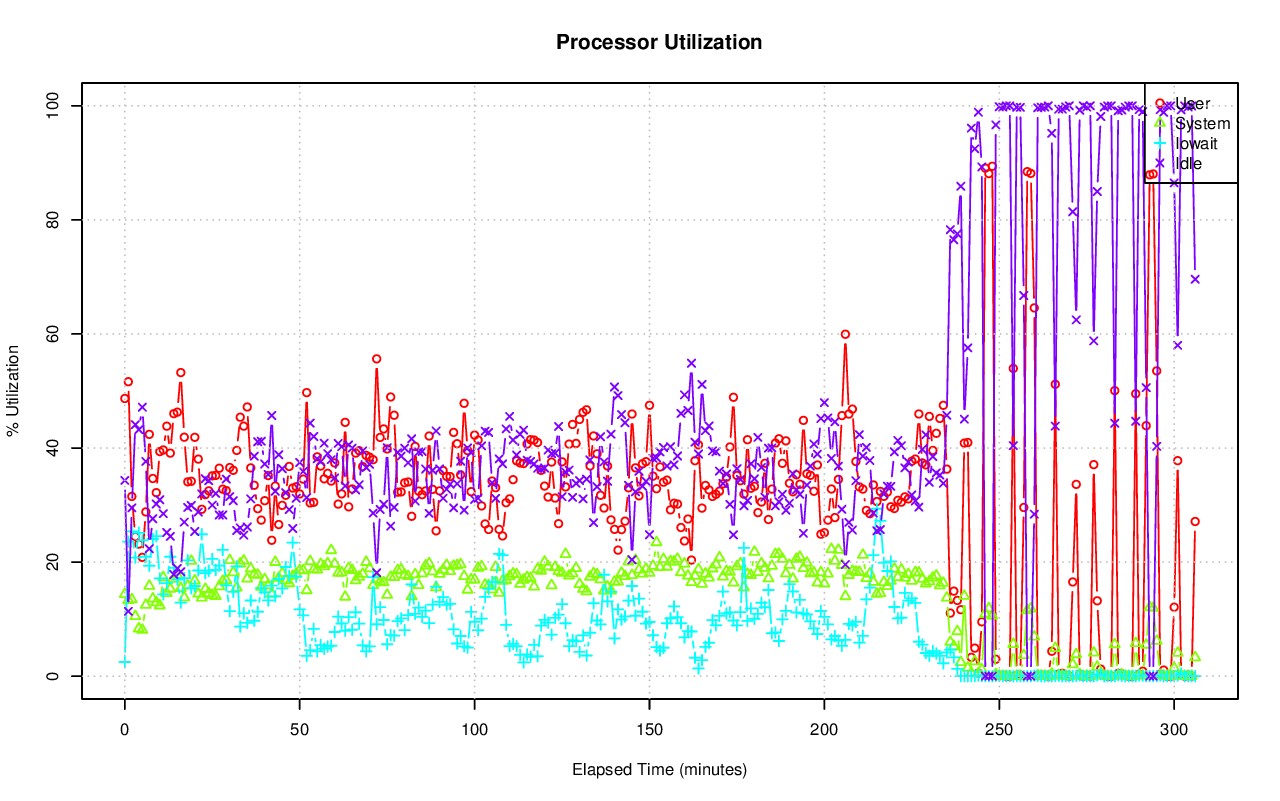 Processor Utilization
% Utilization
100
80
60
40
20
0
User
System
Iowait
Idle
0 50 100 150 200 250 300
Elapsed Time (minutes)